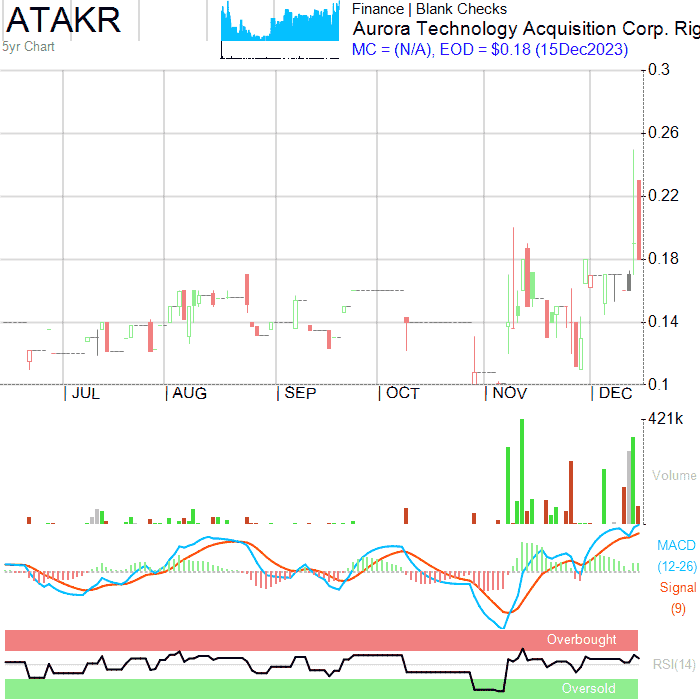 ATAKR
5yr Chart
Finance | Blank Checks
Aurora Technology Acquisition Corp. Rig
MC = (N/A), EOD = $0.18 (15Dec2023)
0.3
0.26
0.22
0.18
0.14
0.1
| JUL | AUG | SEP | OCT | NOV | DEC
421k
Volume
MACD
(12-26)
Signal
(9)
Overbought
RSI(14)
Oversold